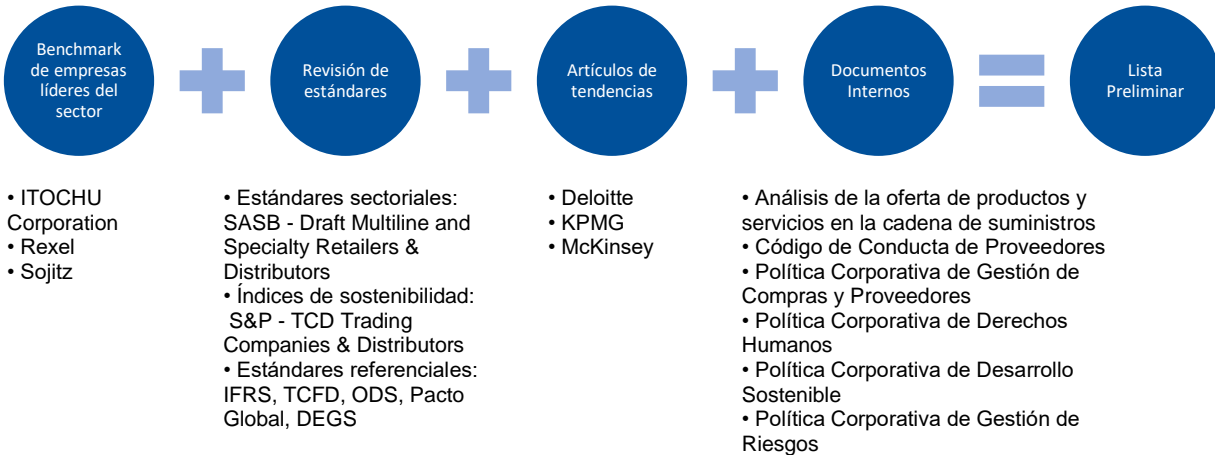 Benchmark
de empresas
líderes del
sector
Revisión de
estándares
Artículos de
tendencias
Documentos
Internos
Lista
Preliminar
• ITOCHU
Corporation
• Rexel
• Sojitz
• Estándares sectoriales:
SASB - Draft Multiline and
Specialty Retailers &
Distributors
• Índices de sostenibilidad:
S&P - TCD Trading
Companies & Distributors
• Estándares referenciales:
IFRS, TCFD, ODS, Pacto
Global, DEGS
• Deloitte
• KPMG
• McKinsey
• Análisis de la oferta de productos y
servicios en la cadena de suministros
• Código de Conducta de Proveedores
• Política Corporativa de Gestión de
Compras y Proveedores
• Política Corporativa de Derechos
Humanos
• Política Corporativa de Desarrollo
Sostenible
• Política Corporativa de Gestión de
Riesgos